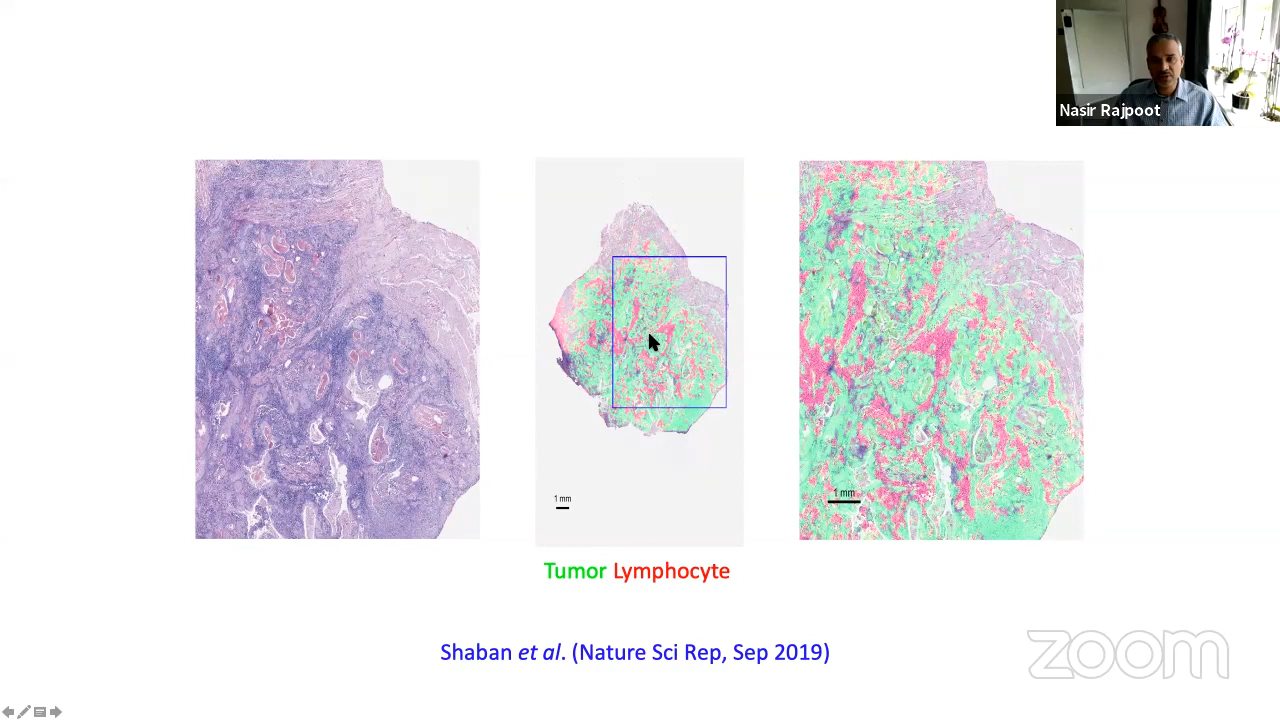 Nasir Rajpoot
1 mm
1 mm
Tumor Lymphocyte
Shaban et al. (Nature Sci Rep, Sep 2019)
zoom